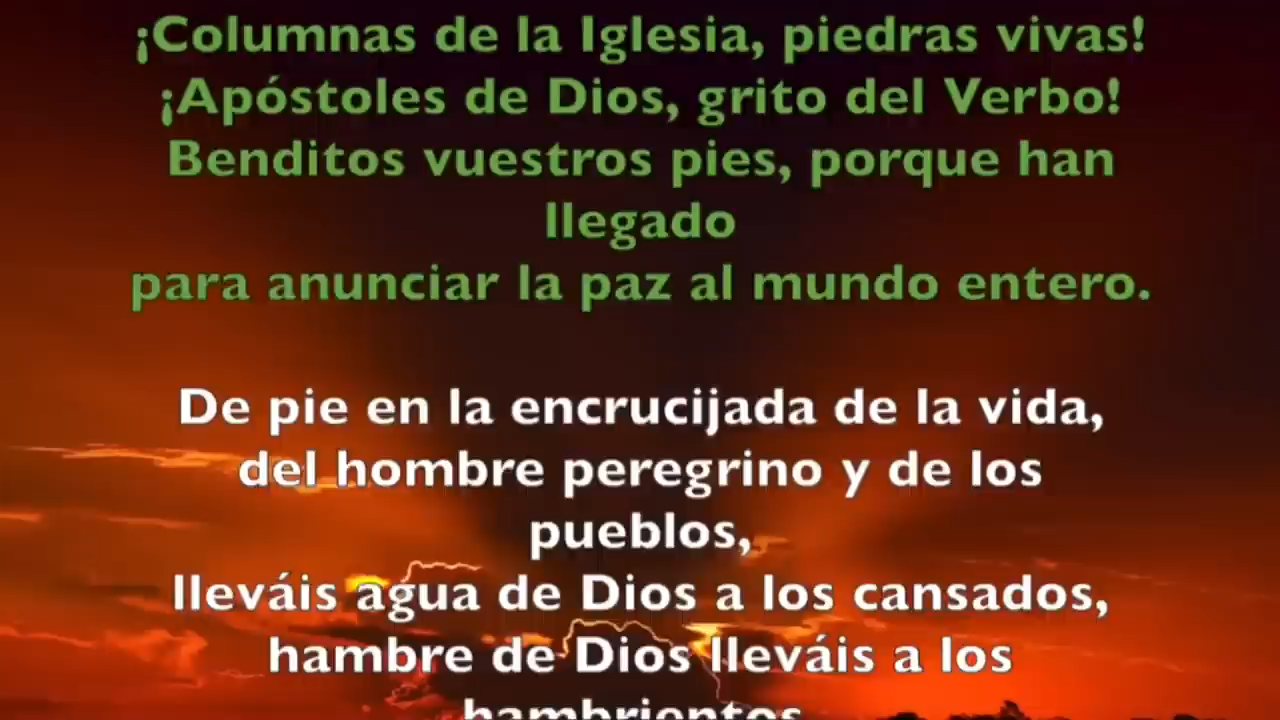 ¡Columnas de la Iglesia, piedras vivas!
¡Apóstoles de Dios, grito del Verbo!
Benditos vuestros pies, porque han
llegado
para anunciar la paz al mundo entero.
De pie en la encrucijada de la vida,
del hombre peregrino y de los
pueblos,
lleváis agua de Dios a los cansados,
hambre de Dios lleváis a los
hambrientos